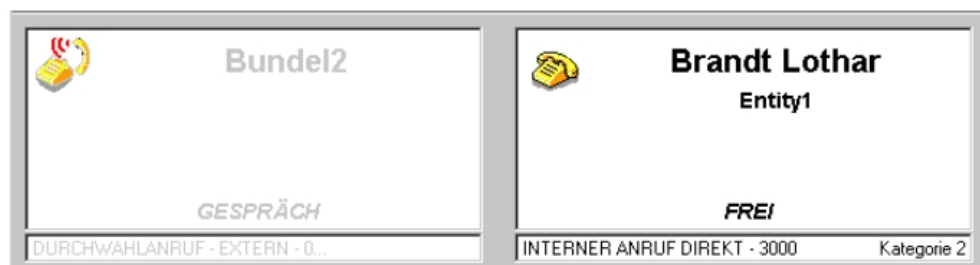 Bundel2
GESPRÄCH
DURCHWAHLANRUF - EXTERN - 0...
Brandt Lothar
Entity1
FREI
INTERNER ANRUF DIREKT - 3000 Kategorie 2